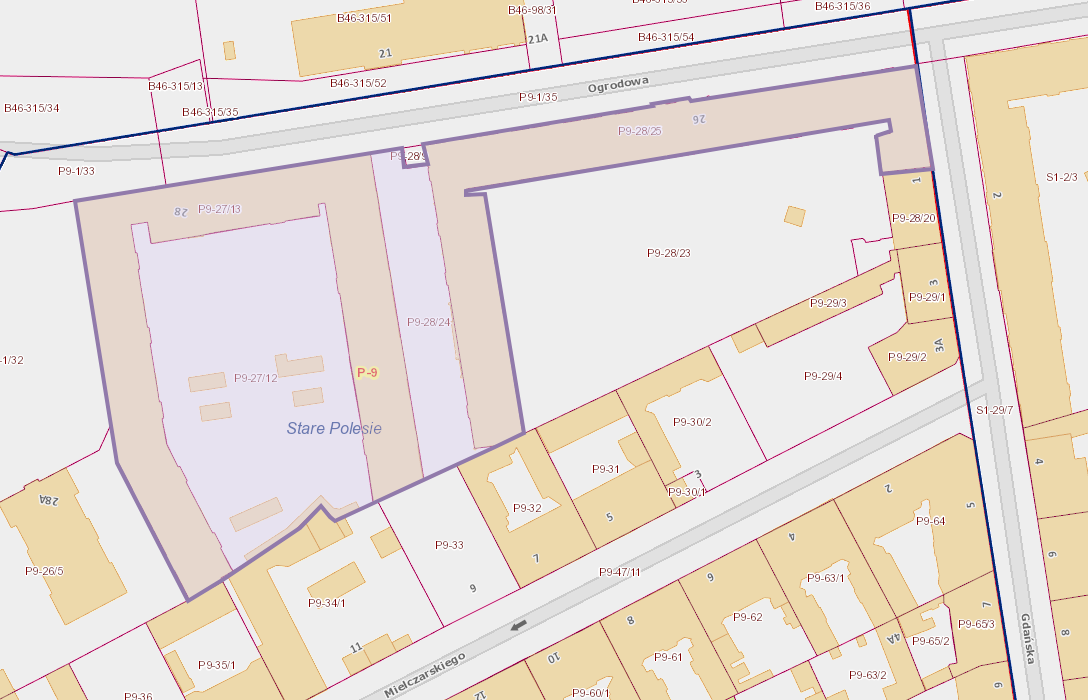 B46-315/51
B46-98/31
B46-315/36
21A
B46-315/54
21
B46-315/52
B46-315/13
Ogrodowa
P9-1/35
B46-315/34
B46-315/35
26
P9-28/25
P9-28/9
P9-1/33
S1-2/3
1
2
28
P9-27/13
P9-28/20
P9-28/23
3
P9-29/1
P9-29/3
P9-28/24
3A
P9-29/2
-1/32
P-9
P9-27/12
P9-29/4
S1-29/7
Stare Polesie
P9-30/2
4
P9-31
3
P9-30/1
28A
2
5
P9-32
5
P9-64
4
P9-33
7
6
P9-26/5
P9-47/11
6
P9-63/1
9
P9-34/1
7
8
P9-62
P9-65/3
8
4A
P9-65/2
Gdańska
11
10
P9-61
P9-35/1
Mielczarskiego
P9-63/2
9
12
P9-60/1
P9-36